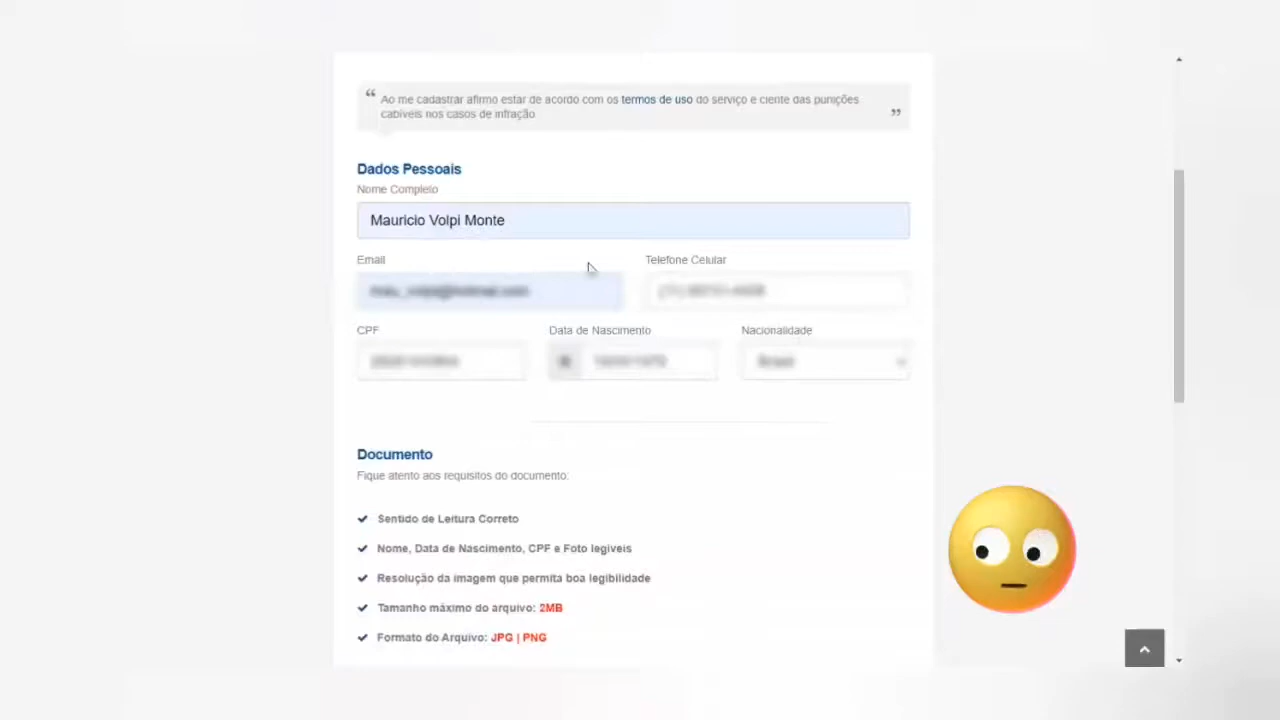 “ Ao me cadastrar afirmo estar de acordo com os termos de uso do serviço e ciente das punições
cabíveis nos casos de infração ”
Dados Pessoais
Nome Completo
Mauricio Volpi Monte
Email
Telefone Celular
CPF
Data de Nascimento
Nacionalidade
Documento
Fique atento aos requisitos do documento:
Sentido de Leitura Correto
Nome, Data de Nascimento, CPF e Foto legíveis
Resolução da imagem que permita boa legibilidade
Tamanho máximo do arquivo: 2MB
Formato do Arquivo: JPG | PNG